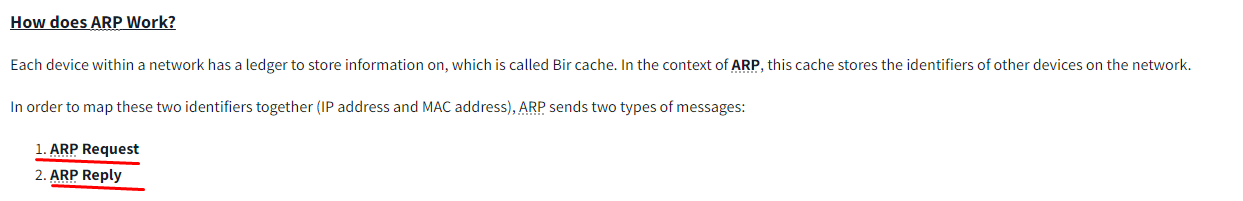 How does ARP Work?
Each device within a network has a ledger to store information on, which is called Bir cache. In the context of ARP, this cache stores the identifiers of other devices on the network.
In order to map these two identifiers together (IP address and MAC address), ARP sends two types of messages:
1. ARP Request
2. ARP Reply